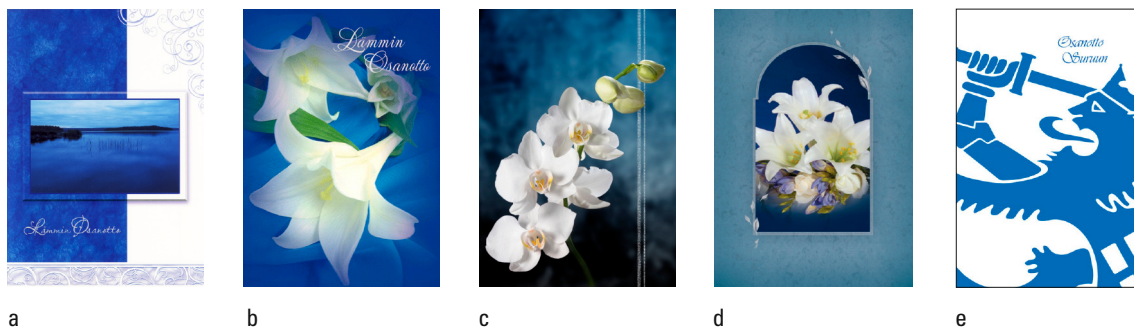 Lämmin Osanotto
Lämmin
Osanotto
Osanotto
Suruun
a
b
c
d
e